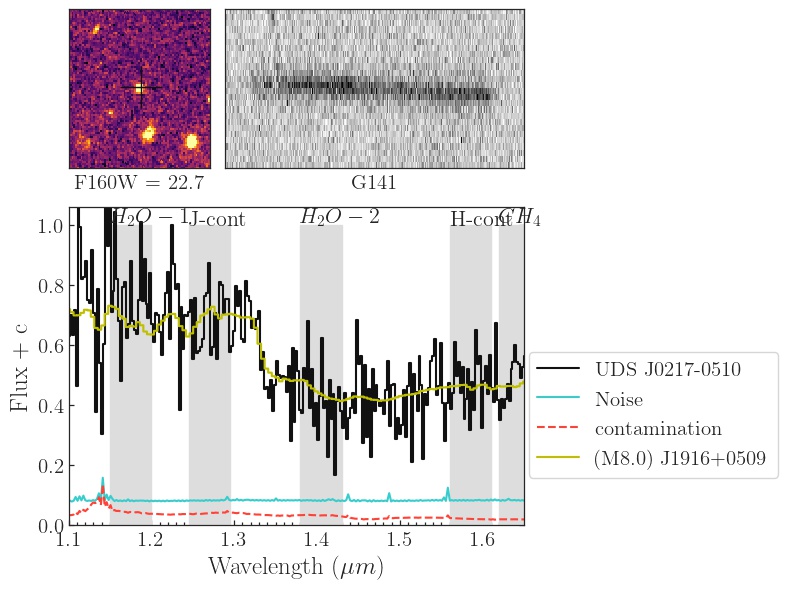 F160W = 22.7
G141
H₂O − 1
J-cont
H₂O − 2
H-cont
CH₄
1.0
0.8
0.6
0.4
0.2
0.0
Flux + c
1.1
1.2
1.3
1.4
1.5
1.6
Wavelength (μm)
UDS J0217-0510
Noise
contamination
(M8.0) J1916+0509